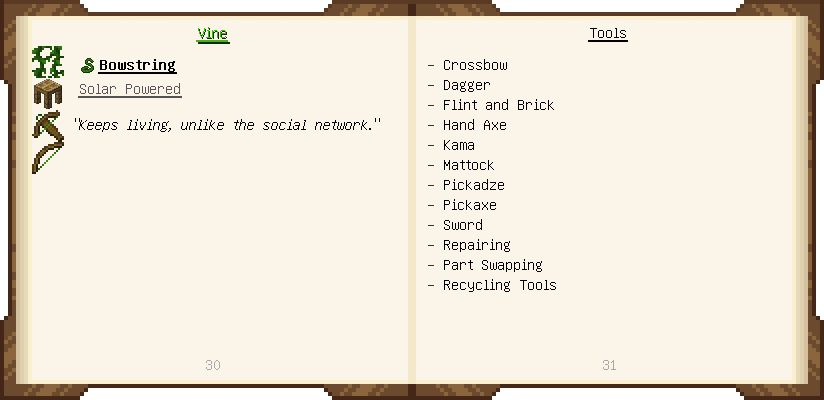 Vine
Bowstring
Solar Powered
"Keeps living, unlike the social network."
30
Tools
- Crossbow
- Dagger
- Flint and Brick
- Hand Axe
- Kama
- Mattock
- Pickadze
- Pickaxe
- Sword
- Repairing
- Part Swapping
- Recycling Tools
31